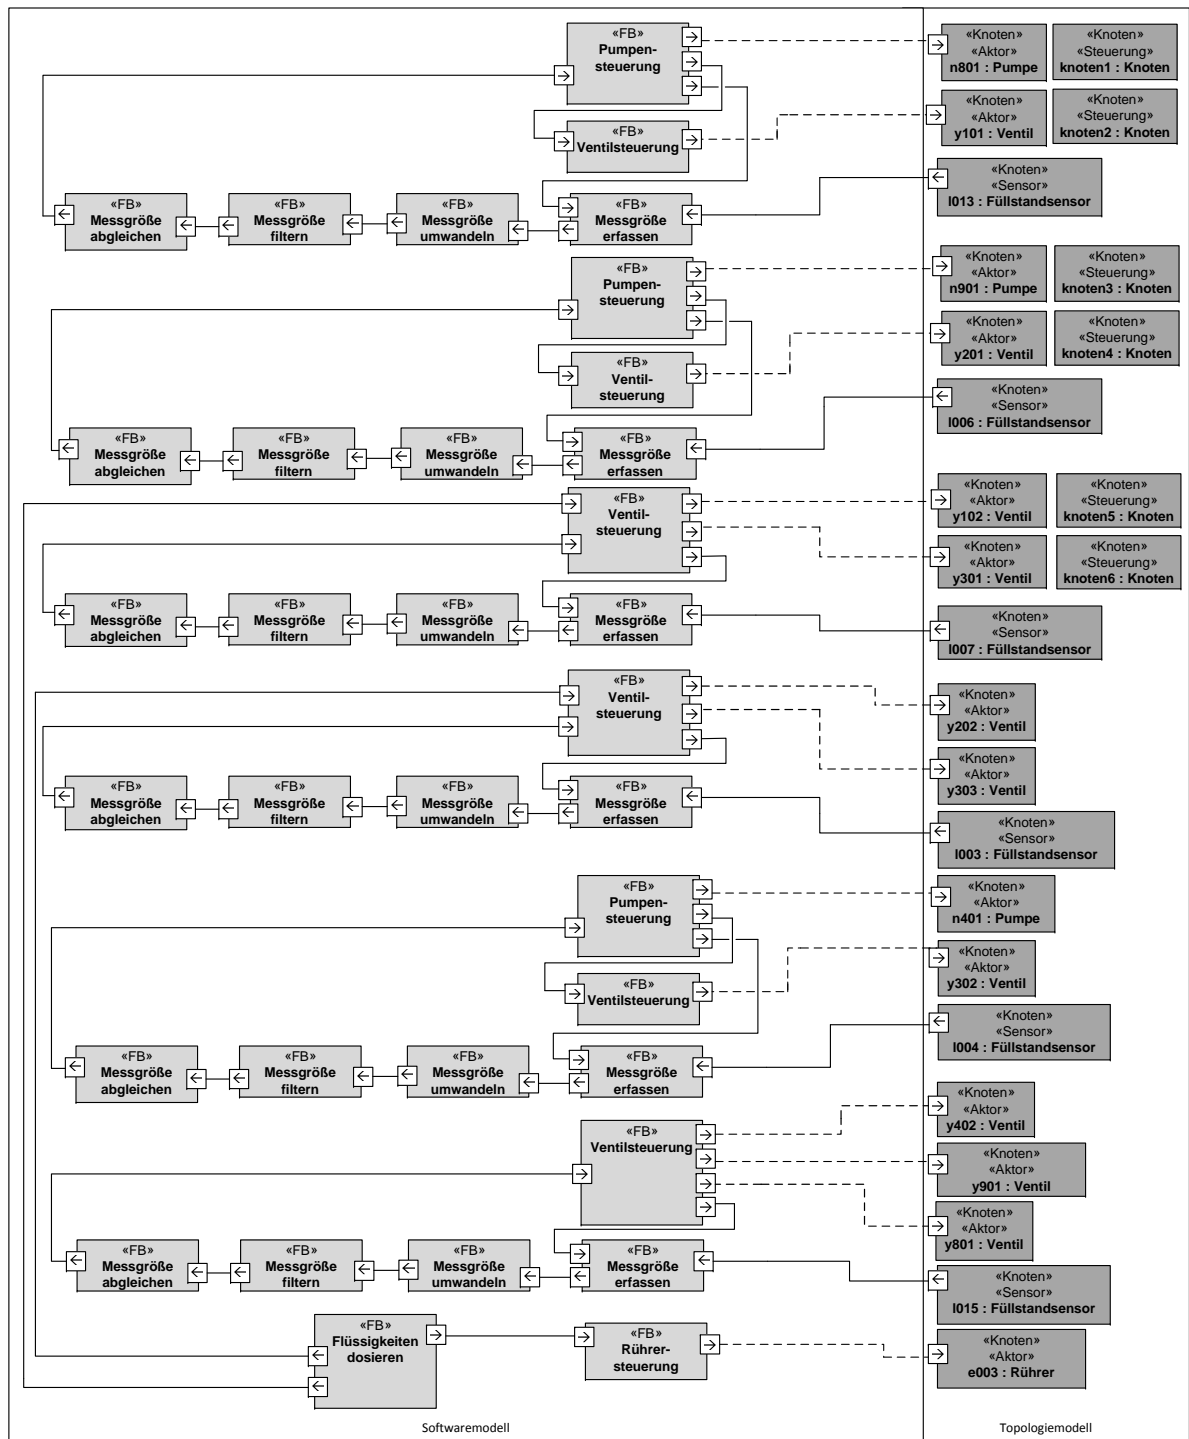 «FB»
Pumpen-
steuerung
«Knoten»
«Aktor»
n801 : Pumpe
«Knoten»
«Steuerung»
knoten1 : Knoten
«FB»
Ventilsteuerung
«Knoten»
«Aktor»
y101 : Ventil
«Knoten»
«Steuerung»
knoten2 : Knoten
«Knoten»
«Sensor»
l013 : Füllstandsensor
«FB»
Messgröße
abgleichen
«FB»
Messgröße
filtern
«FB»
Messgröße
umwandeln
«FB»
Messgröße
erfassen
«FB»
Pumpen-
steuerung
«Knoten»
«Aktor»
n901 : Pumpe
«Knoten»
«Steuerung»
knoten3 : Knoten
«FB»
Ventil-
steuerung
«Knoten»
«Aktor»
y201 : Ventil
«Knoten»
«Steuerung»
knoten4 : Knoten
«Knoten»
«Sensor»
l006 : Füllstandsensor
«FB»
Messgröße
abgleichen
«FB»
Messgröße
filtern
«FB»
Messgröße
umwandeln
«FB»
Messgröße
erfassen
«FB»
Ventil-
steuerung
«Knoten»
«Aktor»
y102 : Ventil
«Knoten»
«Steuerung»
knoten5 : Knoten
«Knoten»
«Aktor»
y301 : Ventil
«Knoten»
«Steuerung»
knoten6 : Knoten
«FB»
Messgröße
abgleichen
«FB»
Messgröße
filtern
«FB»
Messgröße
umwandeln
«FB»
Messgröße
erfassen
«Knoten»
«Sensor»
l007 : Füllstandsensor
«FB»
Ventil-
steuerung
«Knoten»
«Aktor»
y202 : Ventil
«Knoten»
«Aktor»
y303 : Ventil
«FB»
Messgröße
abgleichen
«FB»
Messgröße
filtern
«FB»
Messgröße
umwandeln
«FB»
Messgröße
erfassen
«Knoten»
«Sensor»
l003 : Füllstandsensor
«FB»
Pumpen-
steuerung
«Knoten»
«Aktor»
n401 : Pumpe
«FB»
Ventilsteuerung
«Knoten»
«Aktor»
y302 : Ventil
«Knoten»
«Sensor»
l004 : Füllstandsensor
«FB»
Messgröße
abgleichen
«FB»
Messgröße
filtern
«FB»
Messgröße
umwandeln
«FB»
Messgröße
erfassen
«Knoten»
«Aktor»
y402 : Ventil
«FB»
Ventilsteuerung
«Knoten»
«Aktor»
y901 : Ventil
«Knoten»
«Aktor»
y801 : Ventil
«FB»
Messgröße
abgleichen
«FB»
Messgröße
filtern
«FB»
Messgröße
umwandeln
«FB»
Messgröße
erfassen
«Knoten»
«Sensor»
l015 : Füllstandsensor
«FB»
Flüssigkeiten
dosieren
«FB»
Rührer-
steuerung
«Knoten»
«Aktor»
e003 : Rührer
Softwaremodell
Topologiemodell